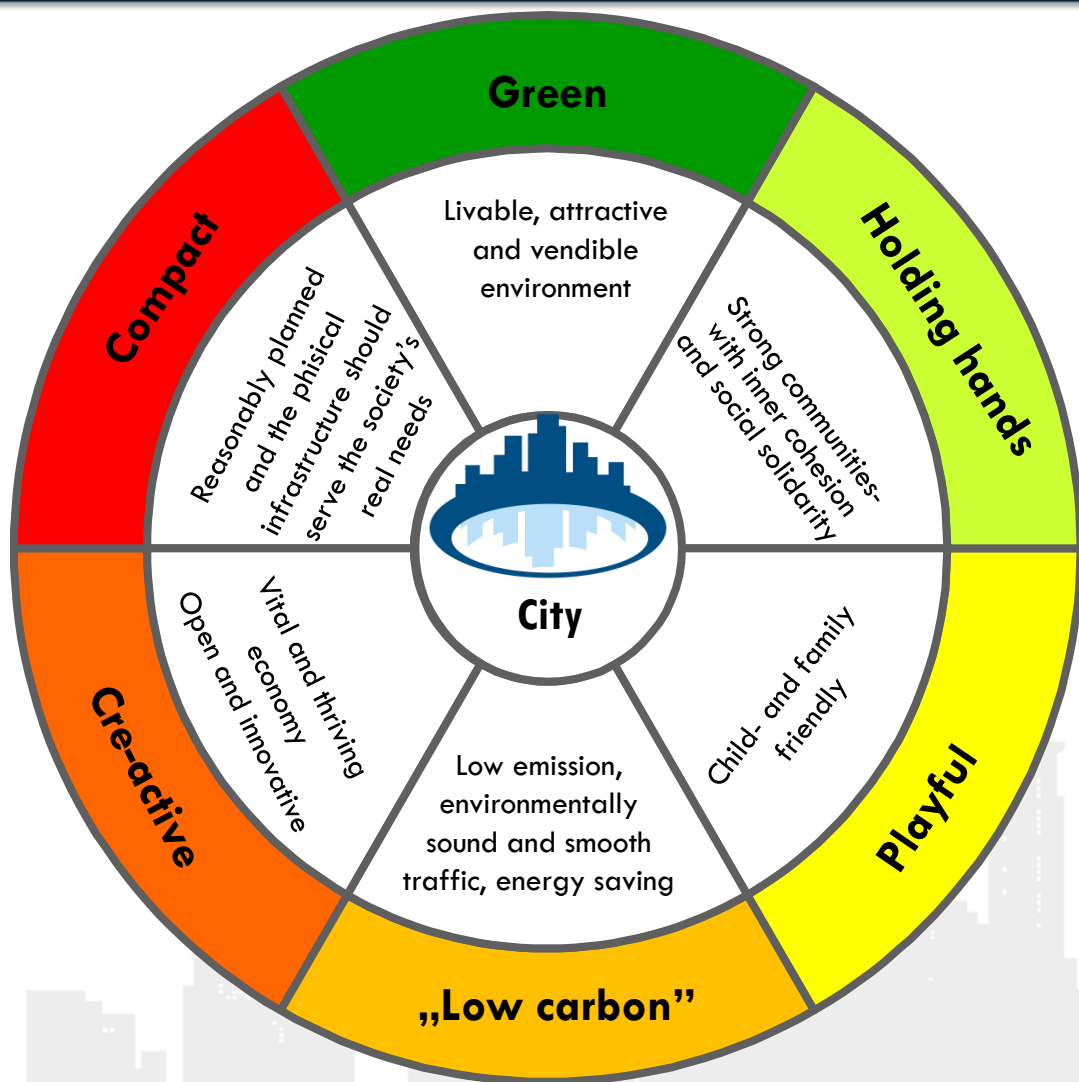 Green
Livable, attractive
and vendible
environment
Holding hands
Strong communities-
with inner cohesion
and social solidarity
Playful
Child- and family
friendly
„Low carbon”
Low emission,
environmentally
sound and smooth
traffic, energy saving
Cre-active
Vital and thriving
economy
Open and innovative
Compact
Reasonably planned
and the phisical
infrastructure should
serve the society’s
real needs
City